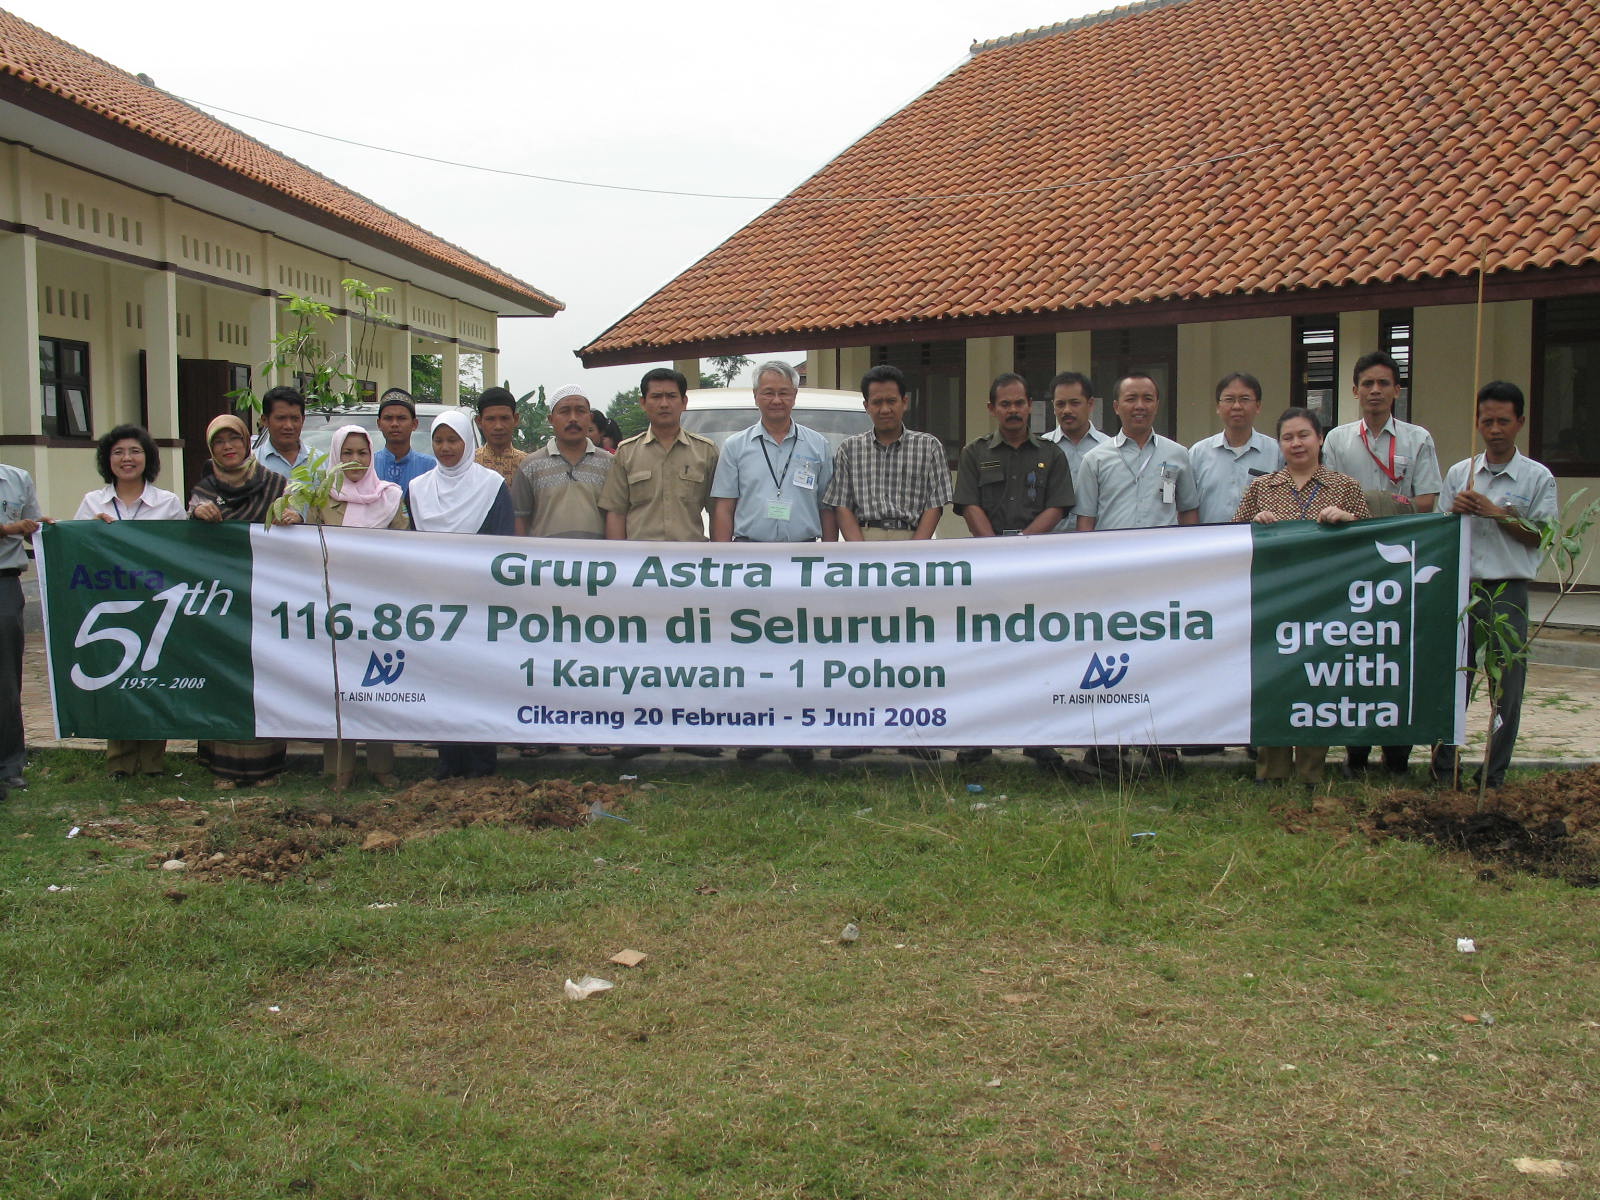 Astra
51th
1957 - 2008
Grup Astra Tanam
116.867 Pohon di Seluruh Indonesia
1 Karyawan - 1 Pohon
PT. AISIN INDONESIA
PT. AISIN INDONESIA
Cikarang 20 Februari - 5 Juni 2008
go
green
with
astra